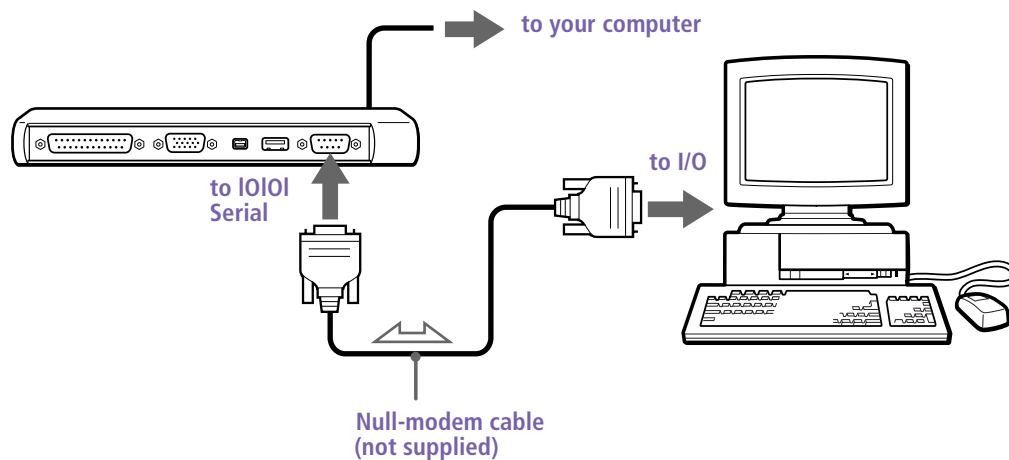 to your computer
to IOIOI
Serial
to I/O
Null-modem cable
(not supplied)